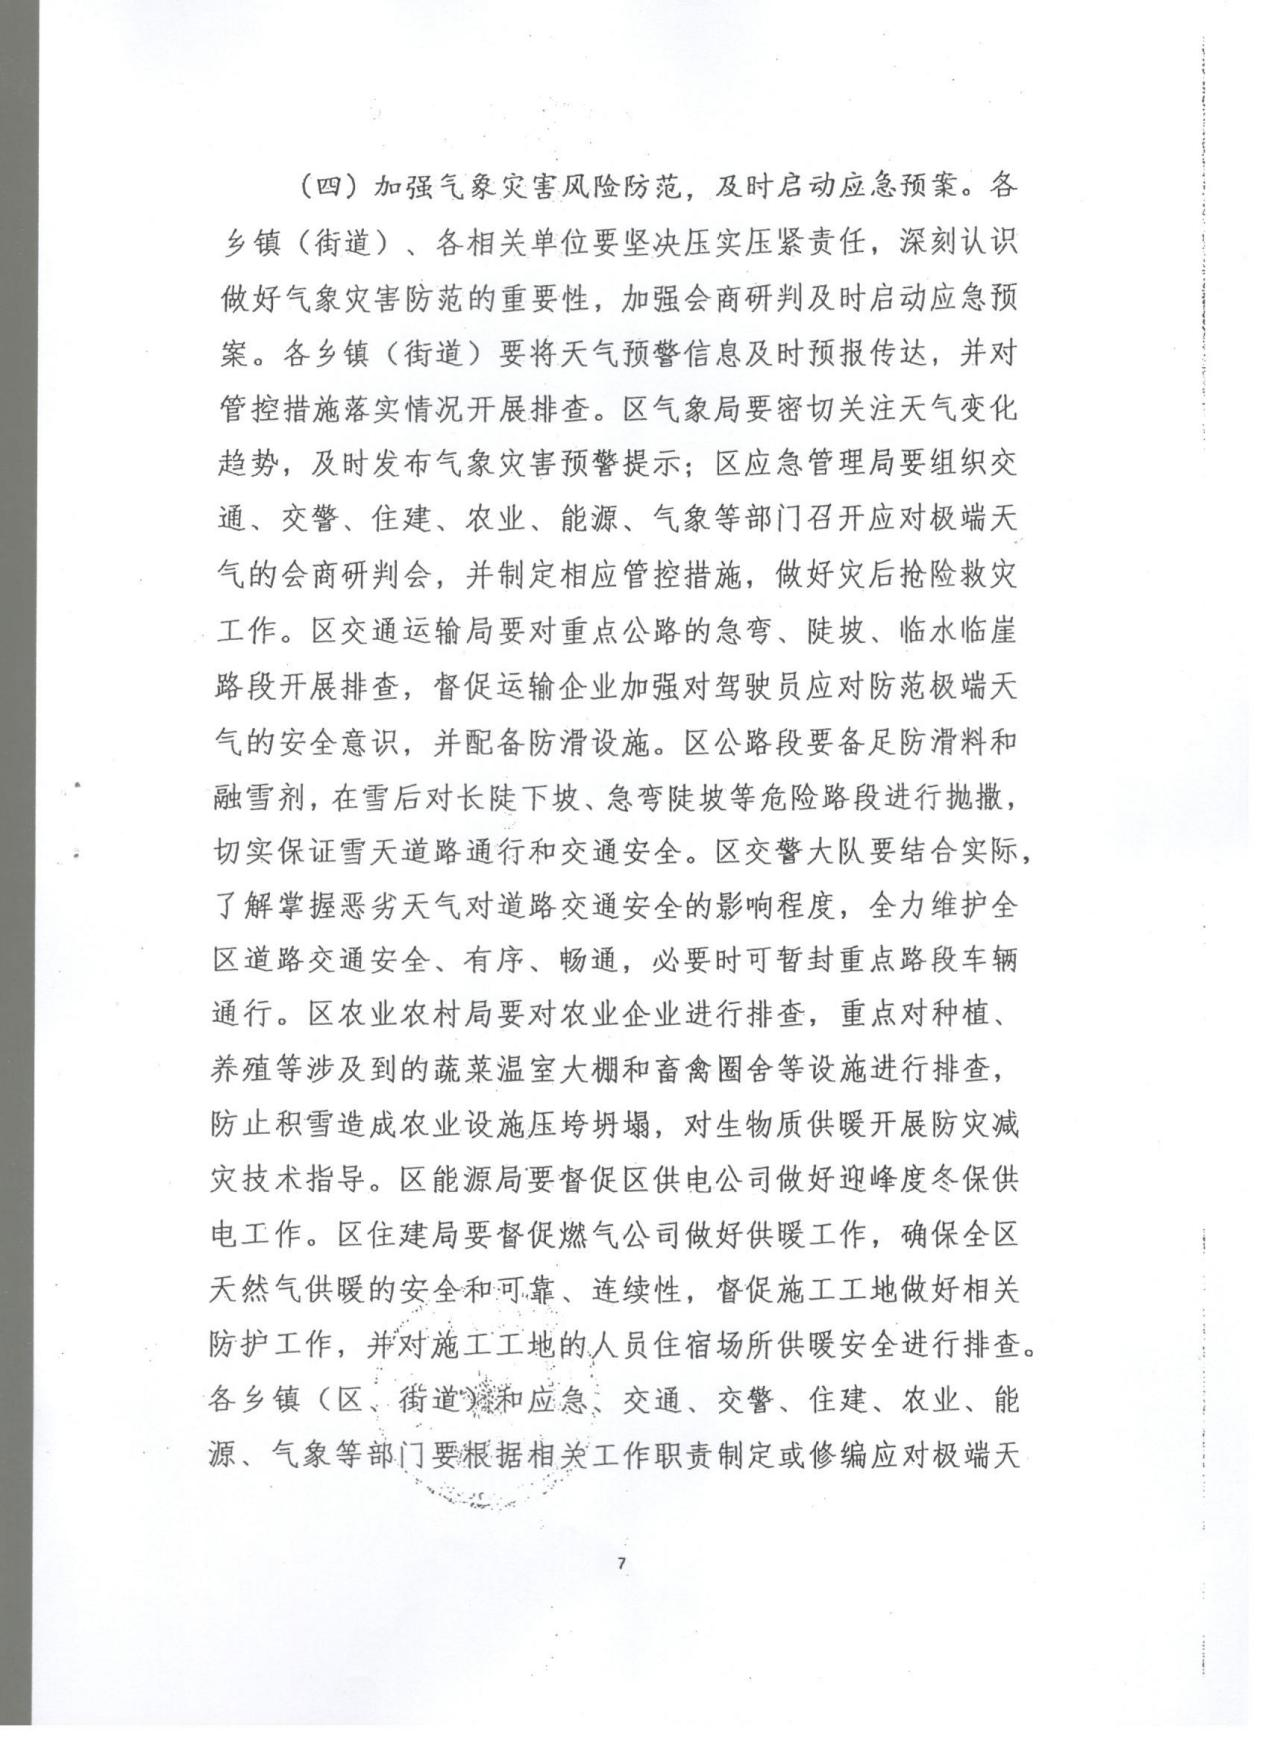 （四）加强气象灾害风险防范，及时启动应急预案。各
乡镇（街道）、各相关单位要坚决压实压紧责任，深刻认识
做好气象灾害防范的重要性，加强会商研判及时启动应急预
案。各乡镇（街道）要将天气预警信息及时预报传达，并对
管控措施落实情况开展排查。区气象局要密切关注天气变化
趋势，及时发布气象灾害预警提示；区应急管理局要组织交
通、交警、住建、农业、能源、气象等部门召开应对极端天
气的会商研判会，并制定相应管控措施，做好灾后抢险救灾
工作。区交通运输局要对重点公路的急弯、陡坡、临水临崖
路段开展排查，督促运输企业加强对驾驶员应对防范极端天
气的安全意识，并配备防滑设施。区公路段要备足防滑料和
融雪剂，在雪后对长陡下坡、急弯陡坡等危险路段进行抛撒，
切实保证雪天道路通行和交通安全。区交警大队要结合实际，
了解掌握恶劣天气对道路交通安全的影响程度，全力维护全
区道路交通安全、有序、畅通，必要时可暂封重点路段车辆
通行。区农业农村局要对农业企业进行排查，重点对种植、
养殖等涉及到的蔬菜温室大棚和畜禽圈舍等设施进行排查，
防止积雪造成农业设施压垮坍塌，对生物质供暖开展防灾减
灾技术指导。区能源局要督促区供电公司做好迎峰度冬保供
电工作。区住建局要督促燃气公司做好供暖工作，确保全区
天然气供暖的安全和可靠、连续性，督促施工工地做好相关
防护工作，并对施工工地的人员住宿场所供暖安全进行排查。
各乡镇（区、街道）和应急、交通、交警、住建、农业、能
源、气象等部门要根据相关工作职责制定或修编应对极端天
7